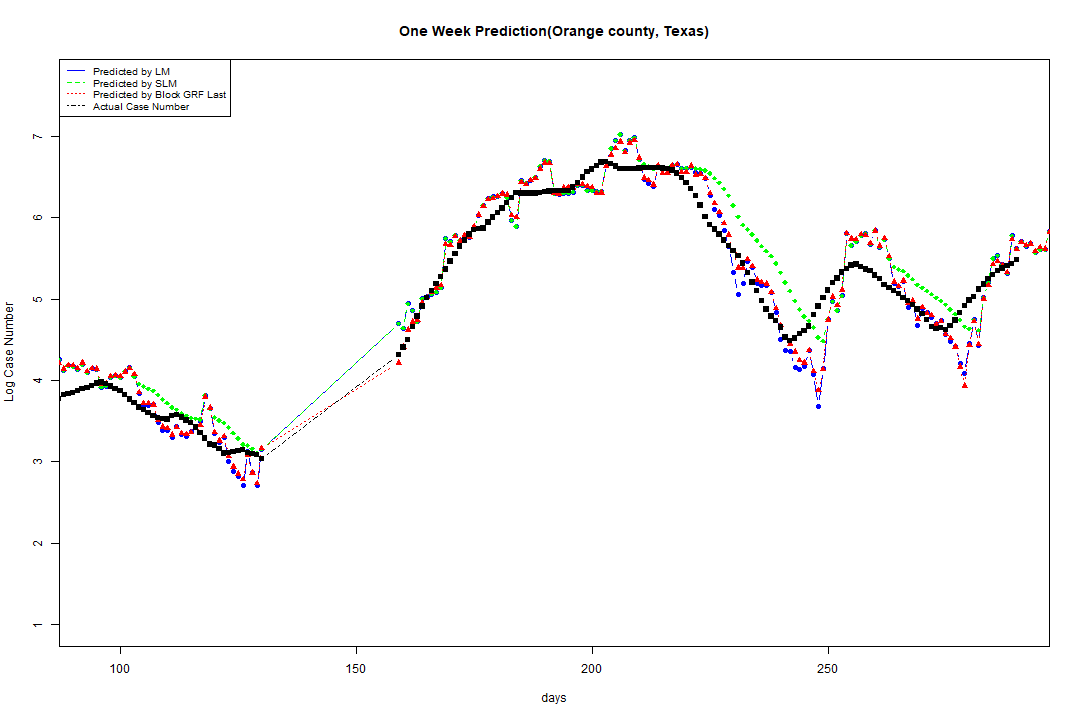 One Week Prediction(Orange county, Texas)
Predicted by LM
Predicted by SLM
Predicted by Block GRF Last
Actual Case Number
7
6
5
4
3
2
1
Log Case Number
100 150 200 250
days